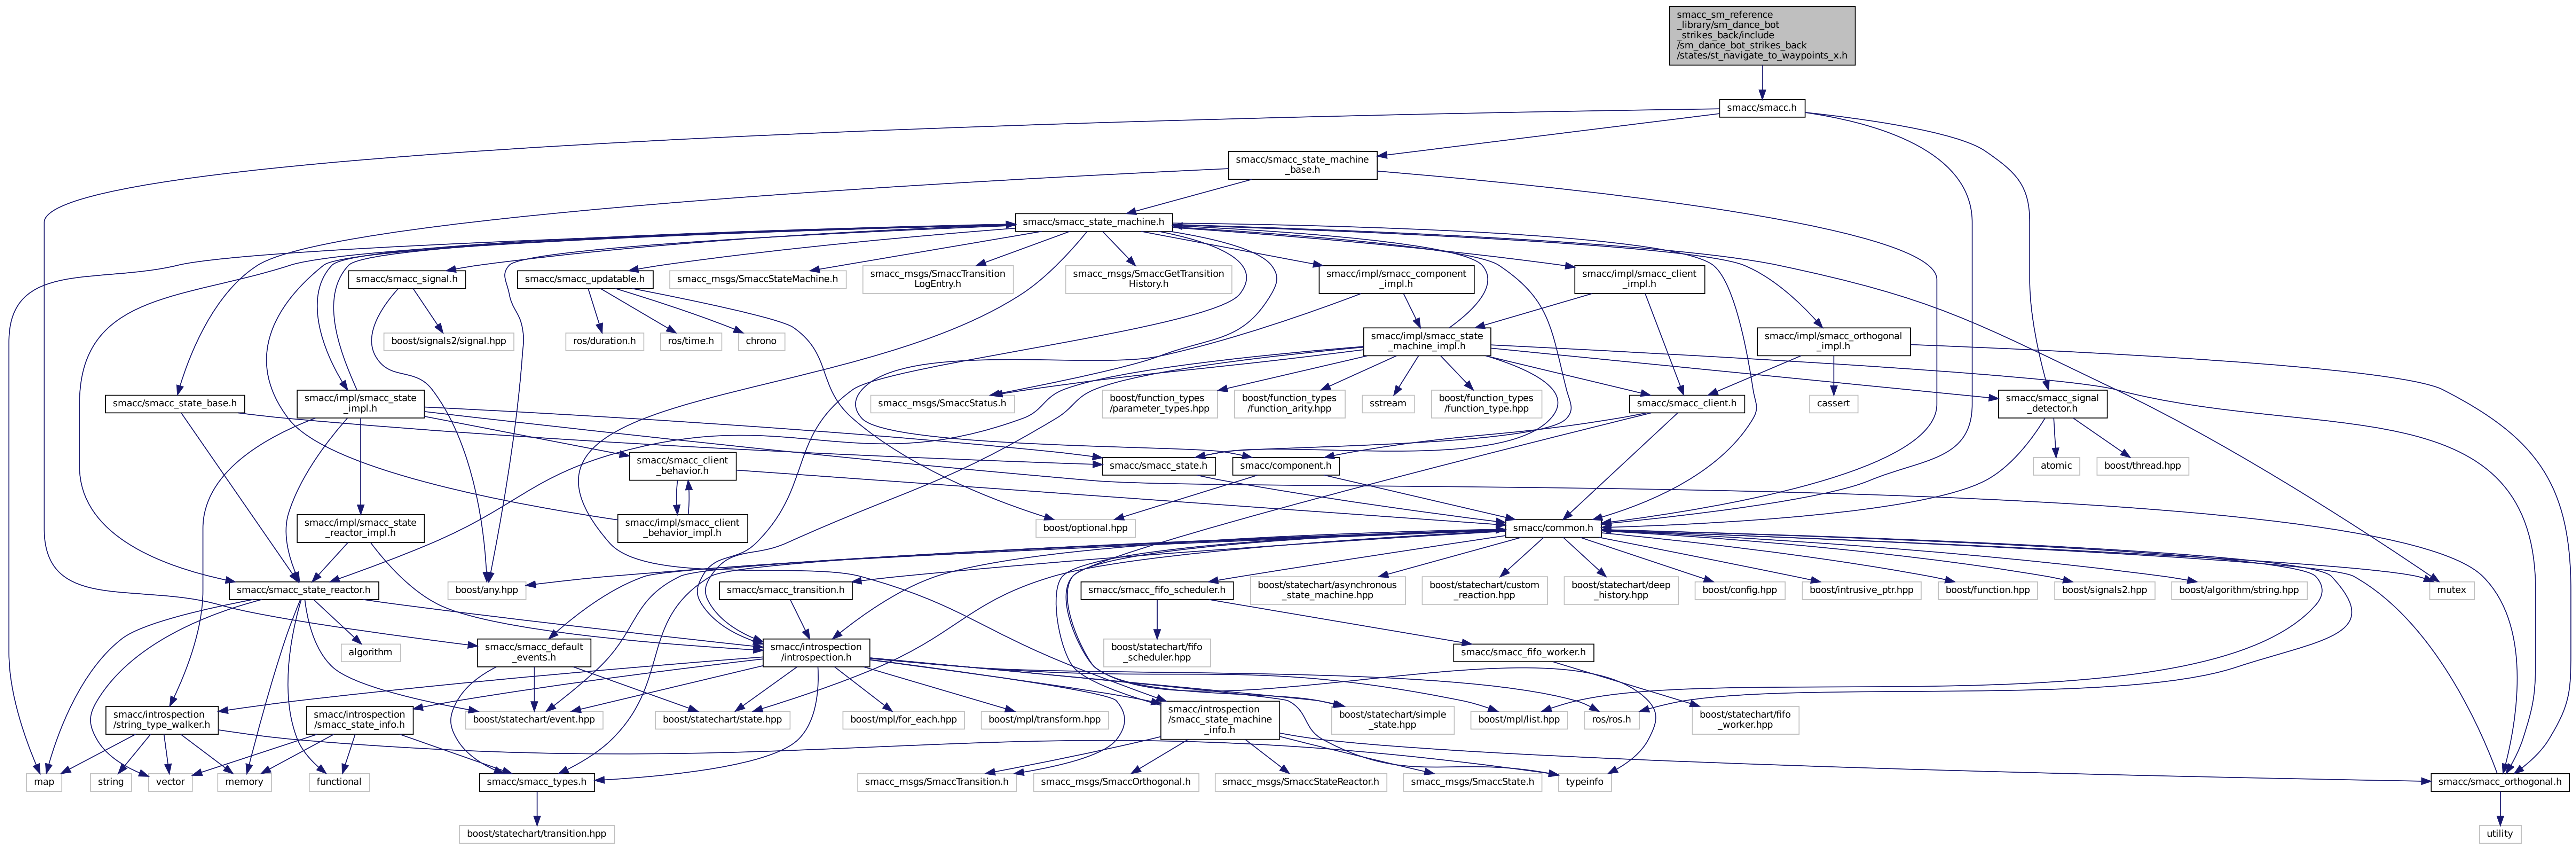 smacc_sm_reference
_library/sm_dance_bot
_strikes_back/include
/sm_dance_bot_strikes_back
/states/st_navigate_to_waypoints_x.h
smacc/smacc.h
smacc/smacc_state_machine
_base.h
smacc/smacc_state_machine.h
smacc/smacc_signal.h
smacc/smacc_updatable.h
smacc_msgs/SmaccStateMachine.h
smacc_msgs/SmaccTransition
LogEntry.h
smacc_msgs/SmaccGetTransition
History.h
smacc/impl/smacc_component
_impl.h
smacc/impl/smacc_client
_impl.h
boost/signals2/signal.hpp
ros/duration.h
ros/time.h
chrono
smacc/impl/smacc_state
_machine_impl.h
smacc/impl/smacc_orthogonal
_impl.h
smacc/smacc_state_base.h
smacc/impl/smacc_state
_impl.h
smacc_msgs/SmaccStatus.h
boost/function_types
/parameter_types.hpp
boost/function_types
/function_arity.hpp
sstream
boost/function_types
/function_type.hpp
smacc/smacc_client.h
cassert
smacc/smacc_signal
_detector.h
smacc/smacc_client
_behavior.h
smacc/smacc_state.h
smacc/component.h
atomic
boost/thread.hpp
smacc/impl/smacc_state
_reactor_impl.h
smacc/impl/smacc_client
_behavior_impl.h
boost/optional.hpp
smacc/common.h
smacc/smacc_state_reactor.h
boost/any.hpp
smacc/smacc_transition.h
smacc/smacc_fifo_scheduler.h
boost/statechart/asynchronous
_state_machine.hpp
boost/statechart/custom
_reaction.hpp
boost/statechart/deep
_history.hpp
boost/config.hpp
boost/intrusive_ptr.hpp
boost/function.hpp
boost/signals2.hpp
boost/algorithm/string.hpp
mutex
algorithm
smacc/smacc_default
_events.h
smacc/introspection
/introspection.h
boost/statechart/fifo
_scheduler.hpp
smacc/smacc_fifo_worker.h
smacc/introspection
/string_type_walker.h
smacc/introspection
/smacc_state_info.h
boost/statechart/event.hpp
boost/statechart/state.hpp
boost/mpl/for_each.hpp
boost/mpl/transform.hpp
smacc/introspection
/smacc_state_machine
_info.h
boost/statechart/simple
_state.hpp
boost/mpl/list.hpp
ros/ros.h
boost/statechart/fifo
_worker.hpp
map
string
vector
memory
functional
smacc/smacc_types.h
smacc_msgs/SmaccTransition.h
smacc_msgs/SmaccOrthogonal.h
smacc_msgs/SmaccStateReactor.h
smacc_msgs/SmaccState.h
typeinfo
smacc/smacc_orthogonal.h
boost/statechart/transition.hpp
utility